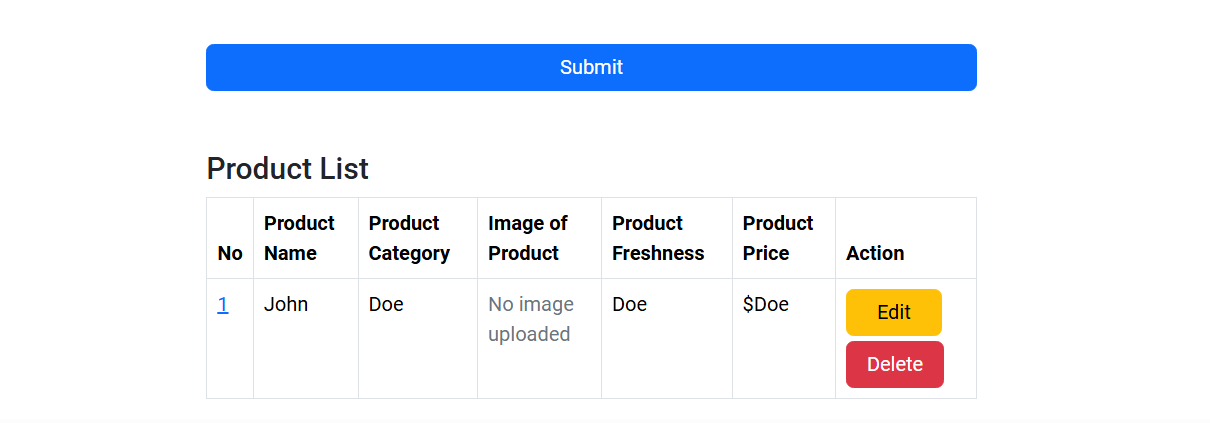 Submit
Product List
No
Product Name
Product Category
Image of Product
Product Freshness
Product Price
Action
1
John
Doe
No image uploaded
Doe
$Doe
Edit
Delete